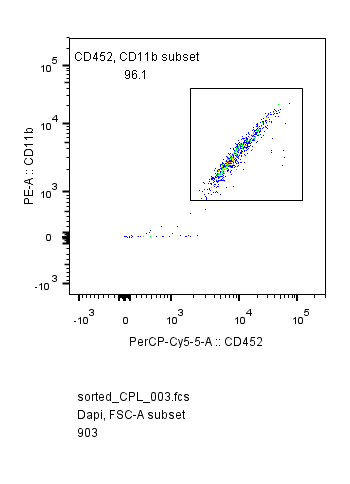 CD452, CD11b subset
96.1
10^5
10^4
10^3
0
-10^3
PE-A :: CD11b
-10^3
0
10^3
10^4
10^5
PerCP-Cy5-5-A :: CD452
sorted_CPL_003.fcs
Dapi, FSC-A subset
903